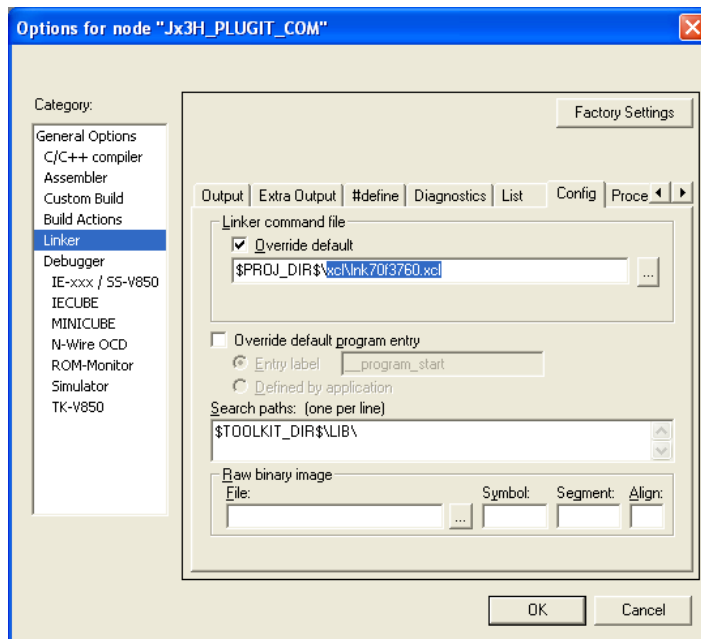 Options for node "Jx3H_PLUGIT_COM"
Category:
General Options
C/C++ compiler
Assembler
Custom Build
Build Actions
Linker
Debugger
IE-xxx / SS-V850
IECUBE
MINICUBE
N-Wire OCD
ROM-Monitor
Simulator
TK-V850
Factory Settings
Output Extra Output #define Diagnostics List Config Proce
Linker command file
Override default
$PROJ_DIR$\xcl\lnk70f3760.xcl
...
Override default program entry
Entry label __program_start
Defined by application
Search paths: (one per line)
$TOOLKIT_DIR$\LIB\
Raw binary image
File: Symbol: Segment: Align:
...
OK Cancel